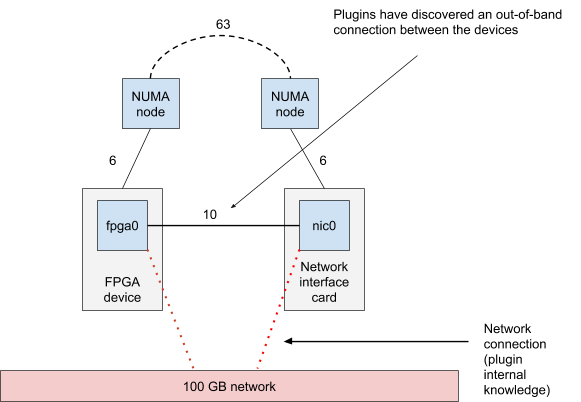 Plugins have discovered an out-of-band
connection between the devices
63
NUMA
node
NUMA
node
6
6
fpga0
10
nic0
FPGA
device
Network
interface
card
Network
connection
(plugin
internal
knowledge)
100 GB network